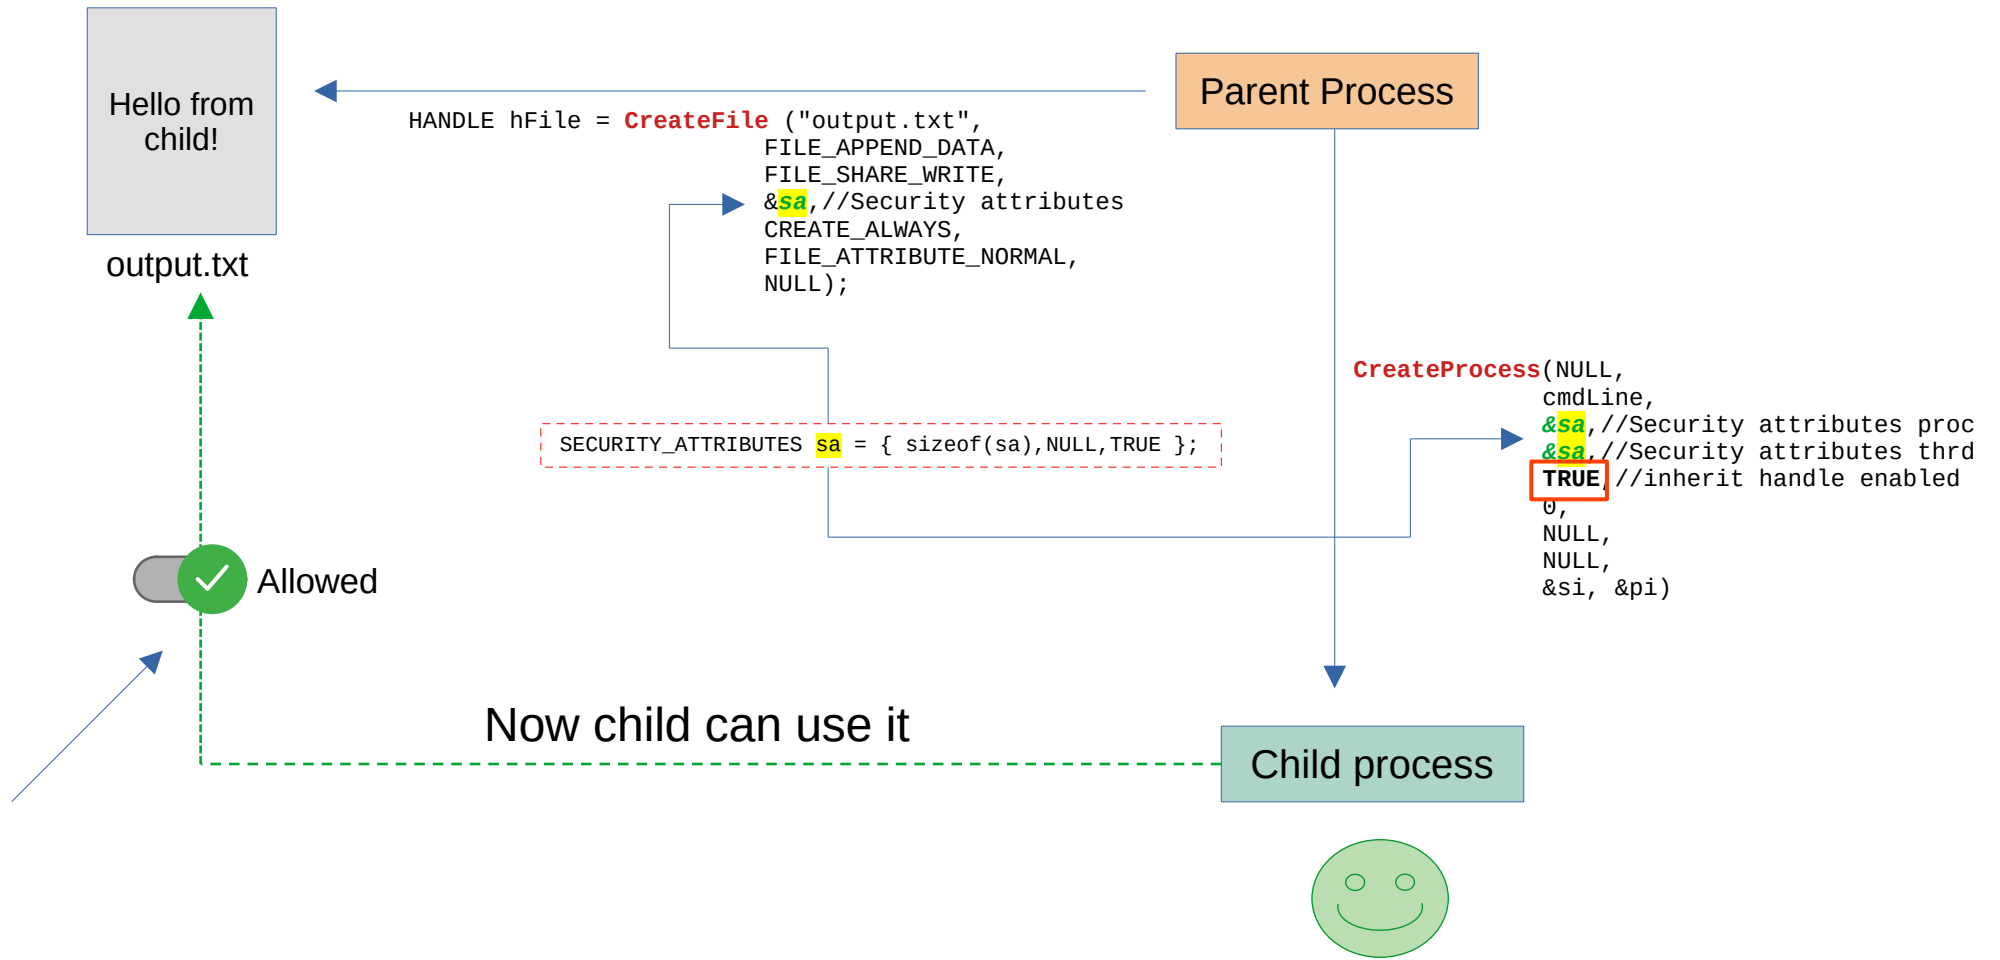 Hello from
child!
output.txt
Parent Process
HANDLE hFile = CreateFile ("output.txt",
FILE_APPEND_DATA,
FILE_SHARE_WRITE,
&sa,//Security attributes
CREATE_ALWAYS,
FILE_ATTRIBUTE_NORMAL,
NULL);
CreateProcess(NULL,
cmdLine,
&sa,//Security attributes proc
&sa,//Security attributes thrd
TRUE,//inherit handle enabled
0,
NULL,
NULL,
&si, &pi)
SECURITY_ATTRIBUTES sa = { sizeof(sa),NULL,TRUE };
Allowed
Now child can use it
Child process